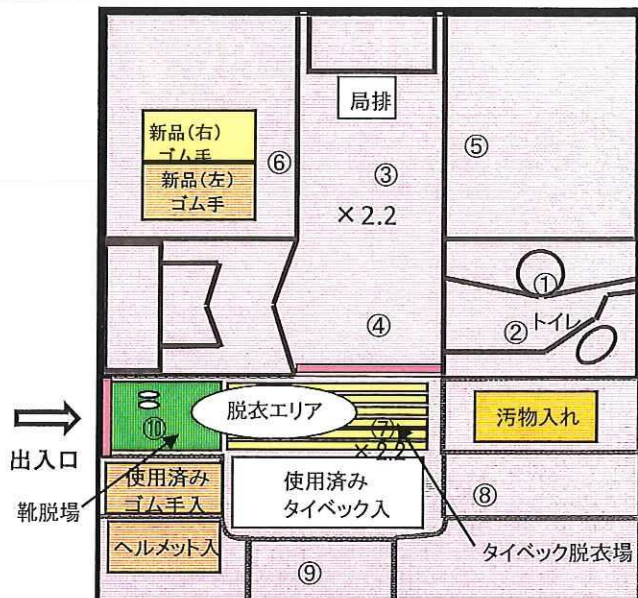 局排
新品(右)
ゴム手
新品(左)
ゴム手
⑥
③
×2.2
⑤
①
② トイレ
④
脱衣エリア
⑩
⑦
×2.2
汚物入れ
出入口
靴脱場
使用済み
ゴム手入
使用済み
タイベック入
⑧
ヘルメット入
⑨
タイベック脱衣場